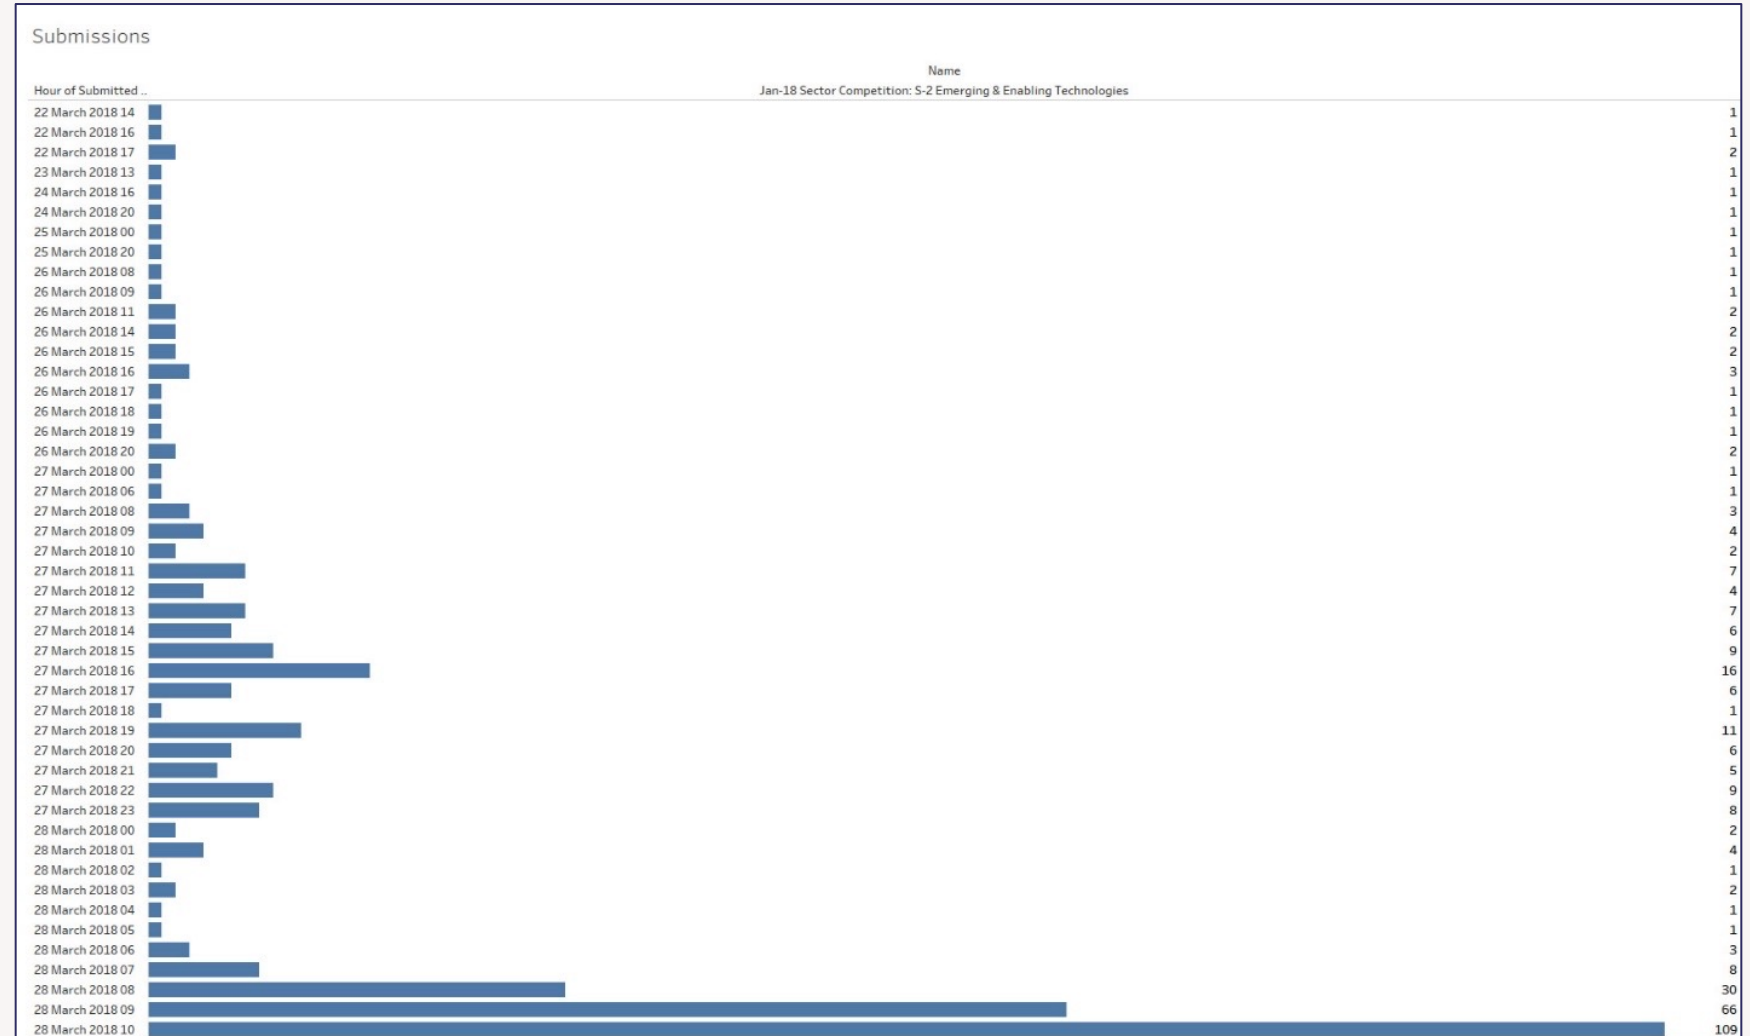 Submissions
Name
Hour of Submitted .. Jan-18 Sector Competition: S-2 Emerging & Enabling Technologies
22 March 2018 14 1
22 March 2018 16 1
22 March 2018 17 2
23 March 2018 13 1
24 March 2018 16 1
24 March 2018 20 1
25 March 2018 00 1
25 March 2018 20 1
26 March 2018 08 1
26 March 2018 09 1
26 March 2018 11 2
26 March 2018 14 2
26 March 2018 15 2
26 March 2018 16 3
26 March 2018 17 1
26 March 2018 18 1
26 March 2018 19 1
26 March 2018 20 2
27 March 2018 00 1
27 March 2018 06 1
27 March 2018 08 3
27 March 2018 09 4
27 March 2018 10 2
27 March 2018 11 7
27 March 2018 12 4
27 March 2018 13 7
27 March 2018 14 6
27 March 2018 15 9
27 March 2018 16 16
27 March 2018 17 6
27 March 2018 18 1
27 March 2018 19 11
27 March 2018 20 6
27 March 2018 21 5
27 March 2018 22 9
27 March 2018 23 8
28 March 2018 00 2
28 March 2018 01 4
28 March 2018 02 1
28 March 2018 03 2
28 March 2018 04 1
28 March 2018 05 1
28 March 2018 06 3
28 March 2018 07 8
28 March 2018 08 30
28 March 2018 09 66
28 March 2018 10 109